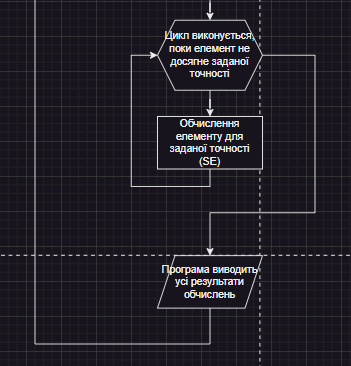 Цикл виконується,
поки елемент не
досягне заданої
точності
Обчислення
елементу для
заданої точності
(SE)
Програма виводить
усі результати
обчислень